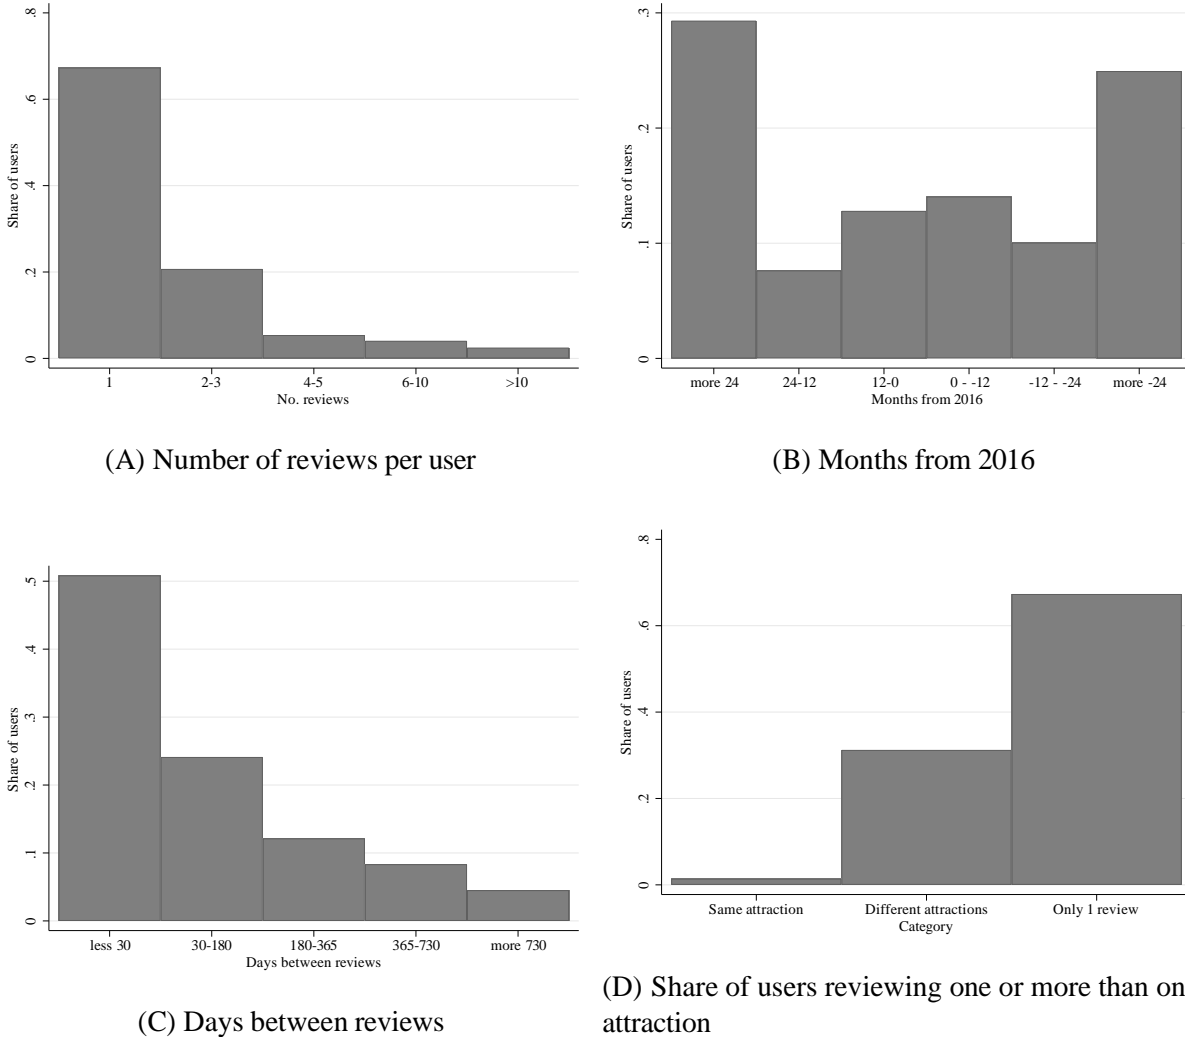 .8
.6
.4
.2
0
Share of users
1 2-3 4-5 6-10 >10
No. reviews
(A) Number of reviews per user
.3
.2
.1
0
Share of users
more 24 24-12 12-0 0 - -12 -12 - -24 more -24
Months from 2016
(B) Months from 2016
.5
.4
.3
.2
.1
0
Share of users
less 30 30-180 180-365 365-730 more 730
Days between reviews
(C) Days between reviews
.8
.6
.4
.2
0
Share of users
Same attraction Different attractions Only 1 review
Category
(D) Share of users reviewing one or more than on
attraction